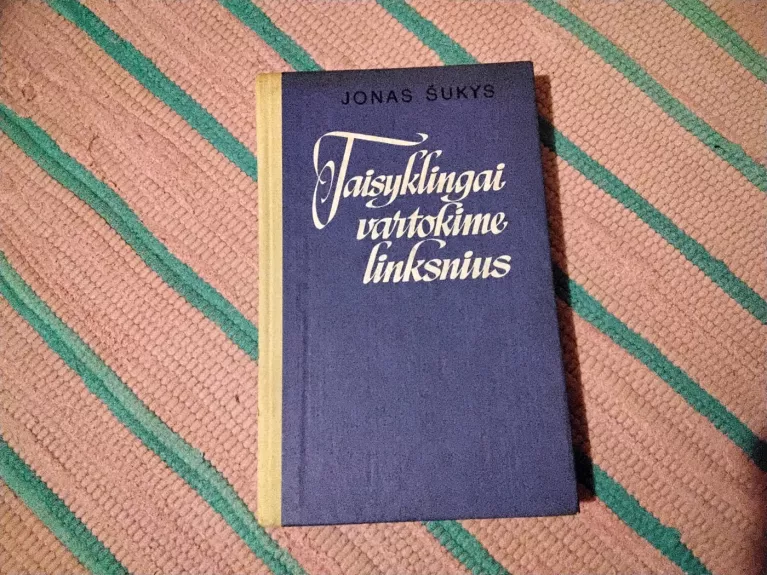 JONAS ŠUKYS
Taisyklingai
vartokime
linksnius